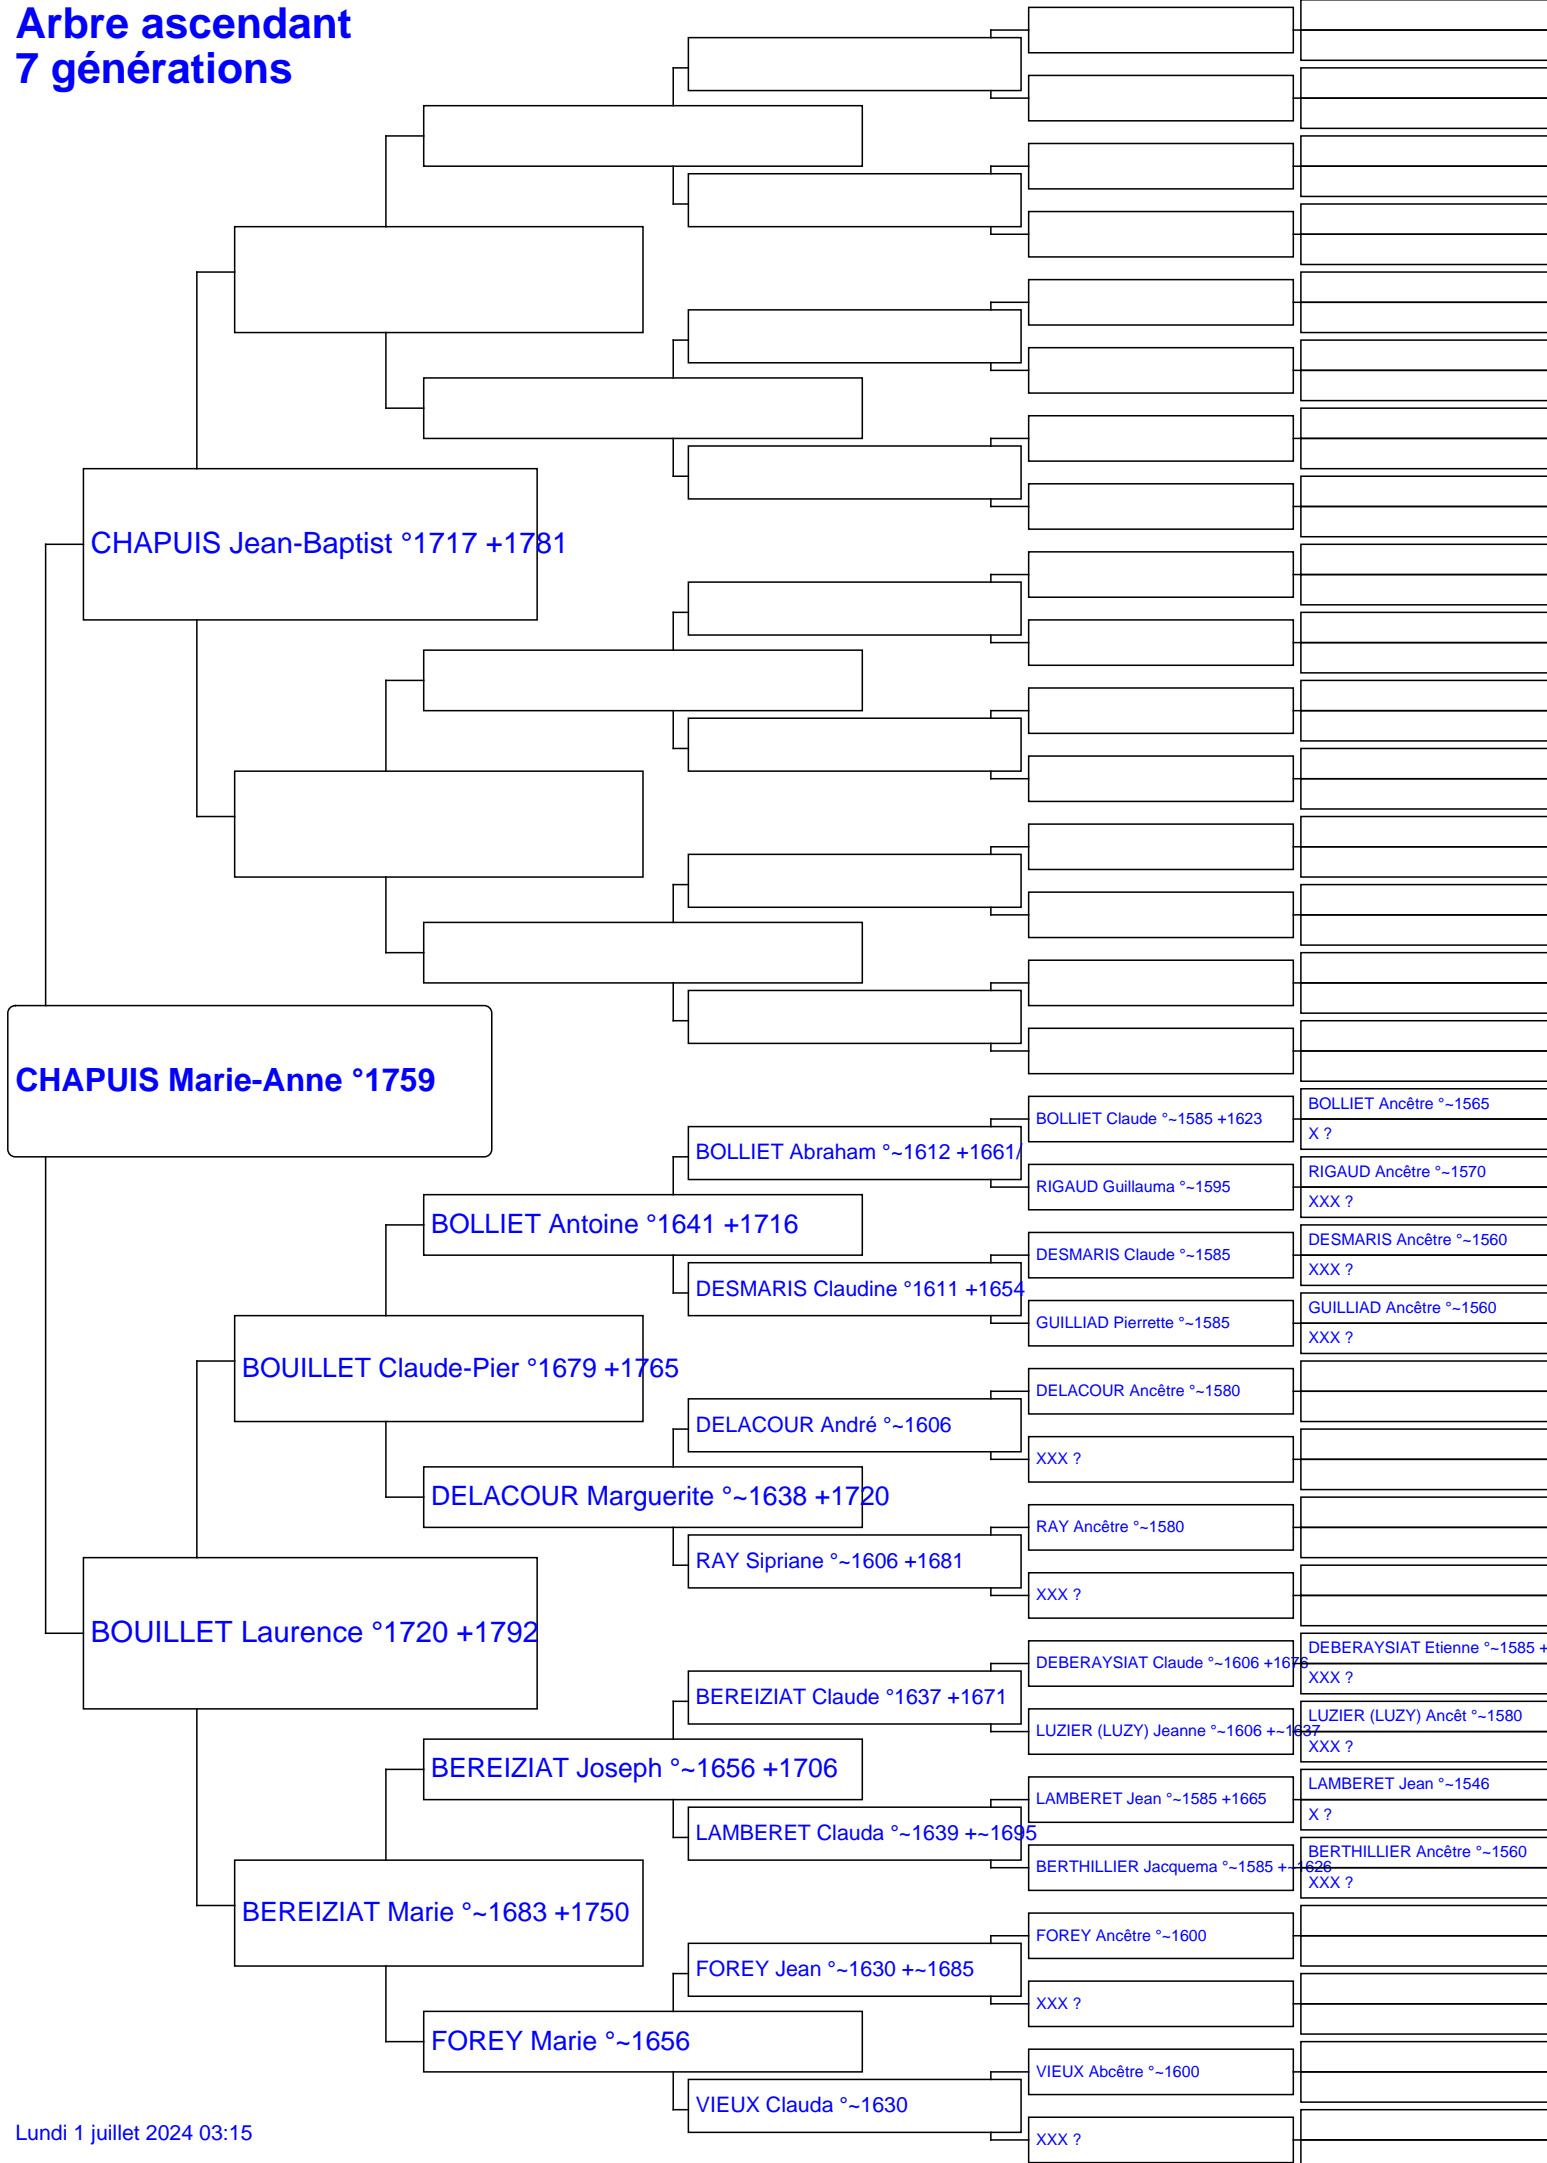 Arbre ascendant
7 générations
CHAPUIS Jean-Baptist °1717 +1781
CHAPUIS Marie-Anne °1759
BOLLIET Ancêtre °~1565
BOLLIET Claude °~1585 +1623
X ?
BOLLIET Abraham °~1612 +1661/
RIGAUD Ancêtre °~1570
RIGAUD Guillauma °~1595
XXX ?
BOLLIET Antoine °1641 +1716
DESMARIS Ancêtre °~1560
DESMARIS Claude °~1585
XXX ?
DESMARIS Claudine °1611 +1654
GUILLIAD Ancêtre °~1560
GUILLIAD Pierrette °~1585
XXX ?
BOUILLET Claude-Pier °1679 +1765
DELACOUR Ancêtre °~1580
DELACOUR André °~1606
XXX ?
DELACOUR Marguerite °~1638 +1720
RAY Ancêtre °~1580
RAY Sipriane °~1606 +1681
XXX ?
BOUILLET Laurence °1720 +1792
DEBERAYSIAT Etienne °~1585 +
DEBERAYSIAT Claude °~1606 +1676
XXX ?
BEREIZIAT Claude °1637 +1671
LUZIER (LUZY) Ancêt °~1580
LUZIER (LUZY) Jeanne °~1606 +~1637
XXX ?
BEREIZIAT Joseph °~1656 +1706
LAMBERET Jean °~1546
LAMBERET Jean °~1585 +1665
X ?
LAMBERET Clauda °~1639 +~1695
BERTHILLIER Ancêtre °~1560
BERTHILLIER Jacquema °~1585 +~1626
XXX ?
BEREIZIAT Marie °~1683 +1750
FOREY Ancêtre °~1600
FOREY Jean °~1630 +~1685
XXX ?
FOREY Marie °~1656
VIEUX Abcêtre °~1600
VIEUX Clauda °~1630
XXX ?
Lundi 1 juillet 2024 03:15